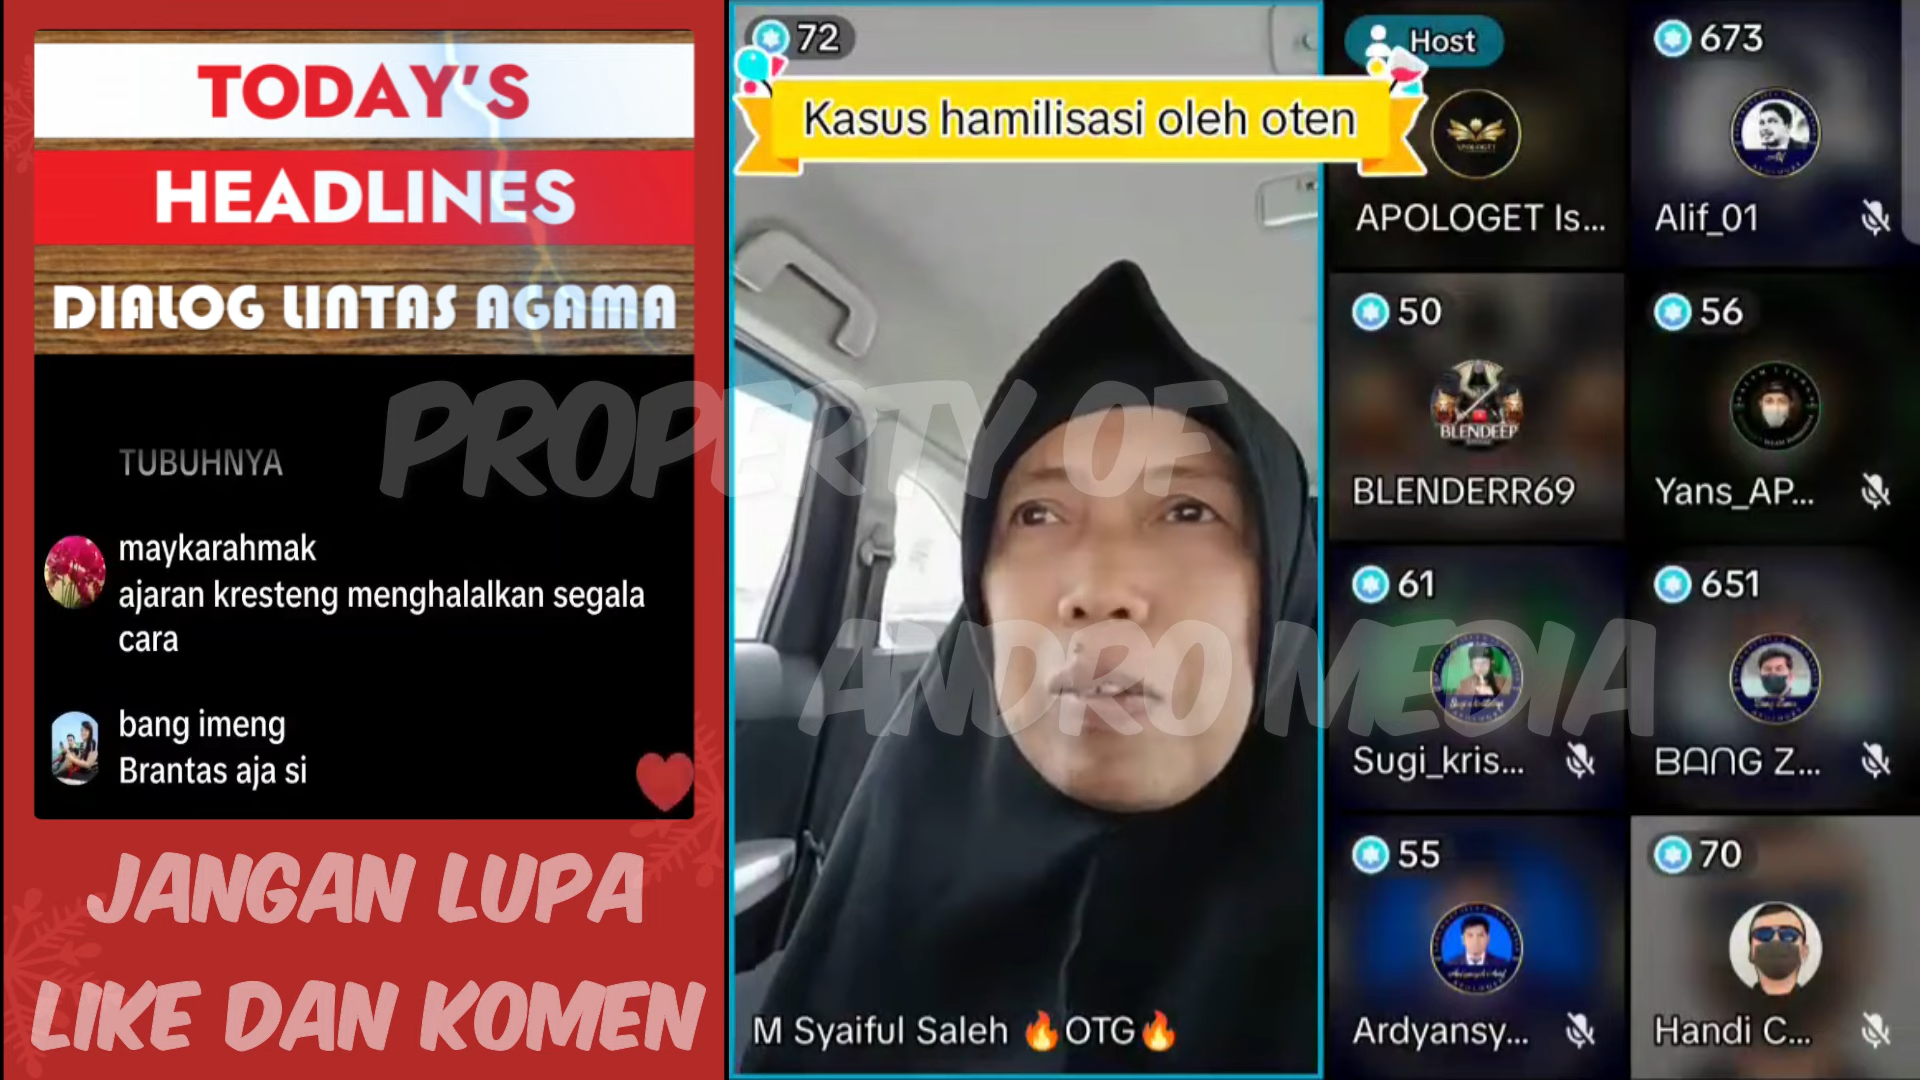 TODAY'S
HEADLINES
DIALOG LINTAS AGAMA
TUBUHNYA
maykarahmak
ajaran kresteng menghalalkan segala
cara
bang imeng
Brantas aja si
JANGAN LUPA
LIKE DAN KOMEN
PROPERTY OF
ANDRO MEDIA
72
Kasus hamilisasi oleh oten
M Syaiful Saleh 🔥OTG🔥
Host
APOLOGET Is...
673
Alif_01
50
BLENDEEP
BLENDERR69
56
Yans_AP...
61
Sugi_kris...
651
BANG Z...
55
Ardyansy...
70
Handi C...